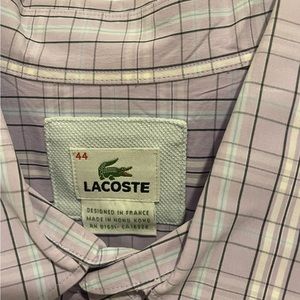 44
LACOSTE
DESIGNED IN FRANCE
MADE IN HONG KONG